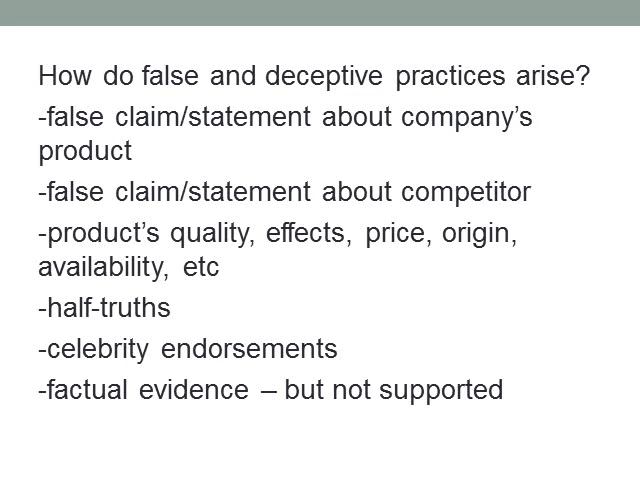 How do false and deceptive practices arise?
-false claim/statement about company’s
product
-false claim/statement about competitor
-product’s quality, effects, price, origin,
availability, etc
-half-truths
-celebrity endorsements
-factual evidence – but not supported